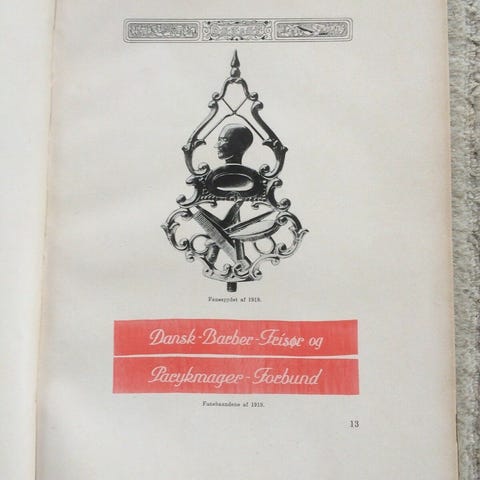 Fanespydet af 1919.
Dansk-Barber-Frisør og
Parykmager-Forbund
Fanebaandene af 1919.
13